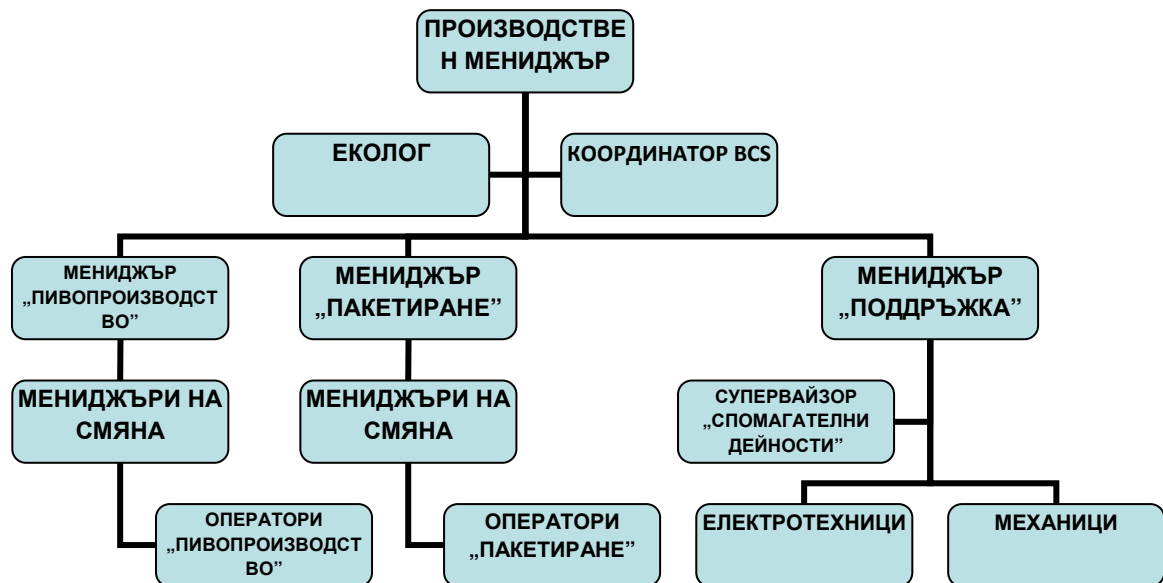 ПРОИЗВОДСТВЕ
Н МЕНИДЖЪР
ЕКОЛОГ
КООРДИНАТОР BCS
МЕНИДЖЪР
„ПИВОПРОИЗВОДСТ
ВО”
МЕНИДЖЪР
„ПАКЕТИРАНЕ”
МЕНИДЖЪР
„ПОДДРЪЖКА”
МЕНИДЖЪРИ НА
СМЯНА
МЕНИДЖЪРИ НА
СМЯНА
СУПЕРВАЙЗОР
„СПОМАГАТЕЛНИ
ДЕЙНОСТИ”
ОПЕРАТОРИ
„ПИВОПРОИЗВОДСТ
ВО”
ОПЕРАТОРИ
„ПАКЕТИРАНЕ”
ЕЛЕКТРОТЕХНИЦИ
МЕХАНИЦИ